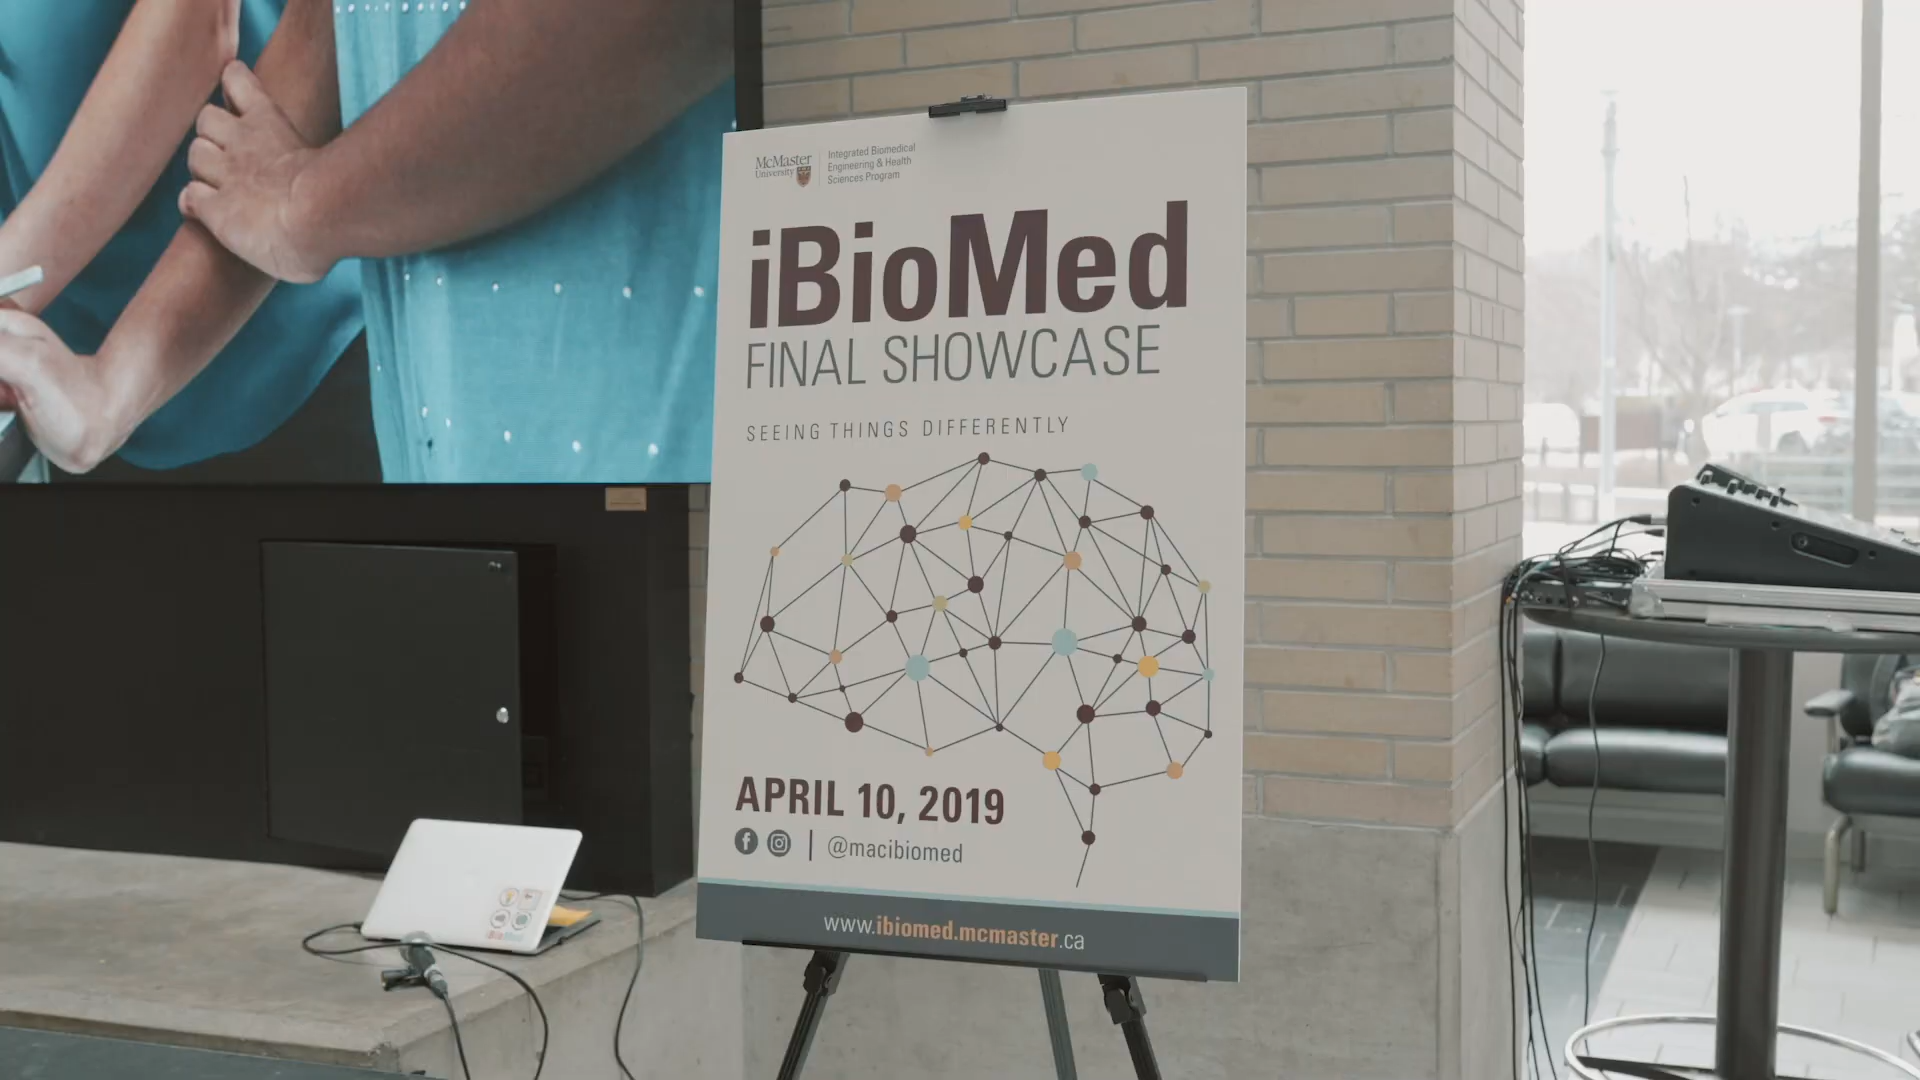 McMaster
University
Integrated Biomedical
Engineering & Health
Sciences Program
iBioMed
FINAL SHOWCASE
SEEING THINGS DIFFERENTLY
APRIL 10, 2019
@macibiomed
www.ibiomed.mcmaster.ca